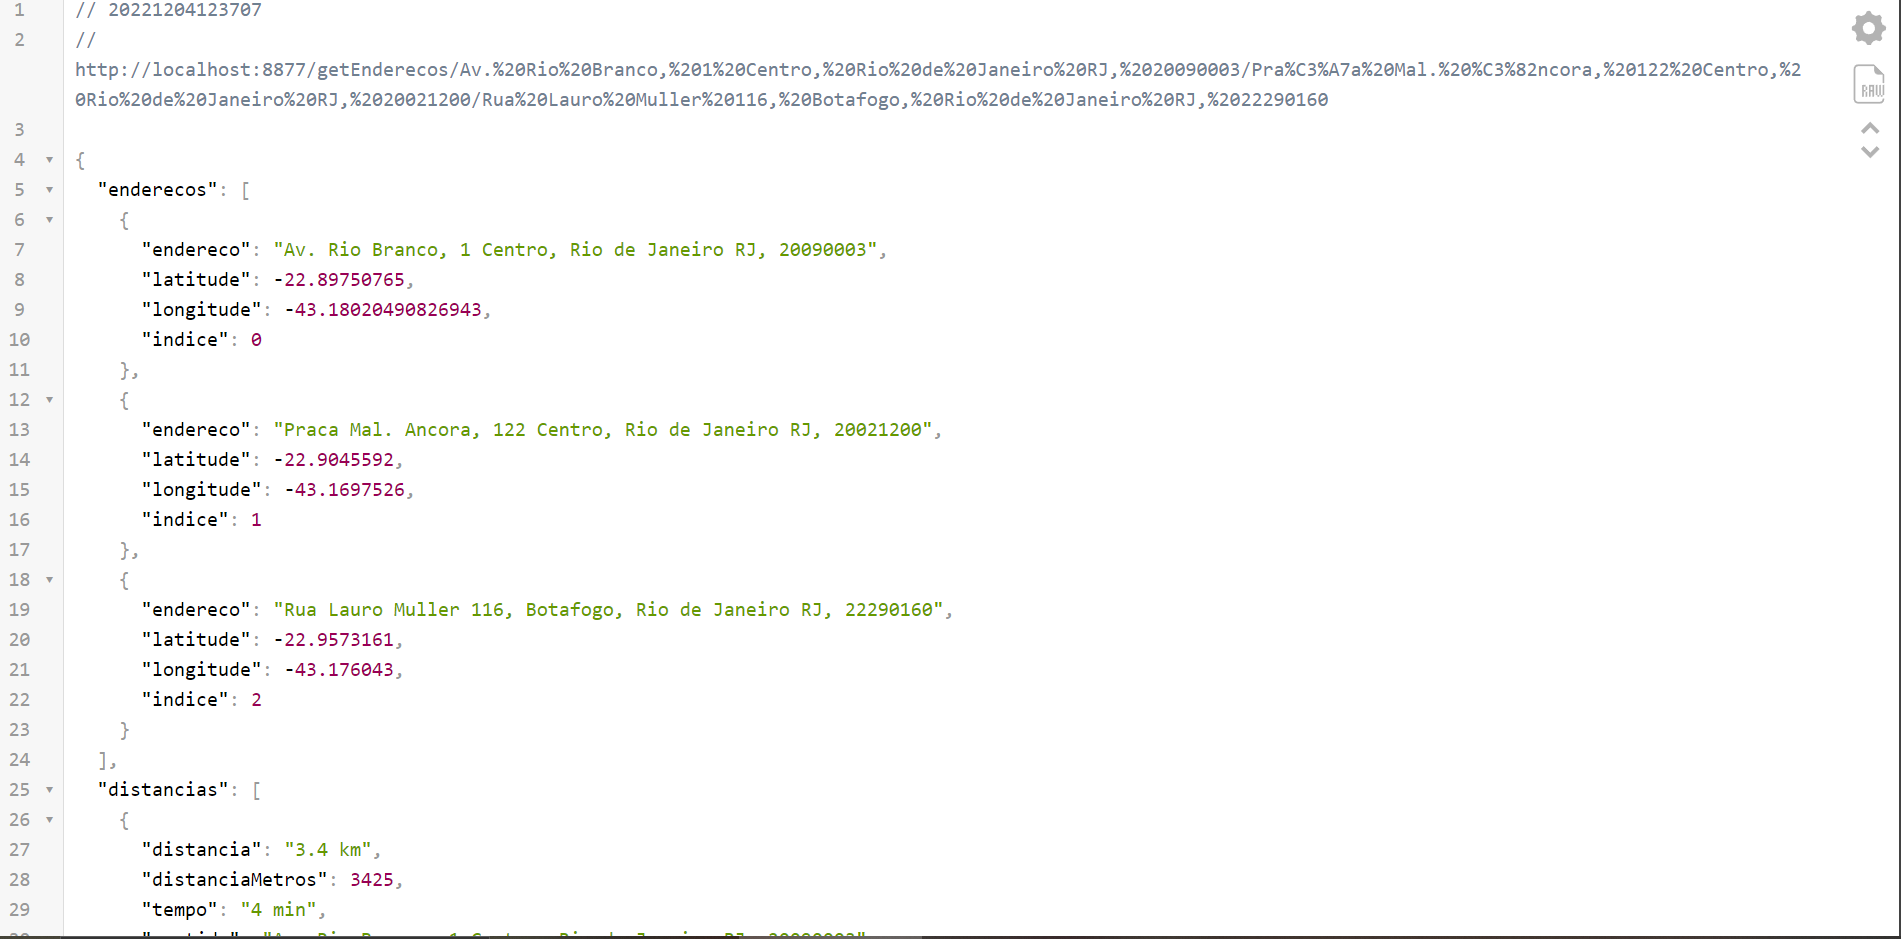 1 // 20221204123707
2 //
http://localhost:8877/getEnderecos/Av.%20Rio%20Branco,%201%20Centro,%20Rio%20de%20Janeiro%20RJ,%2020090003/Pra%C3%A7a%20Mal.%20%C3%82ncora,%20122%20Centro,%2
0Rio%20de%20Janeiro%20RJ,%2020021200/Rua%20Lauro%20Muller%20116,%20Botafogo,%20Rio%20de%20Janeiro%20RJ,%2022290160
RAW
3
4 {
5 "enderecos": [
6 {
7 "endereco": "Av. Rio Branco, 1 Centro, Rio de Janeiro RJ, 20090003",
8 "latitude": -22.89750765,
9 "longitude": -43.18020490826943,
10 "indice": 0
11 },
12 {
13 "endereco": "Praca Mal. Ancora, 122 Centro, Rio de Janeiro RJ, 20021200",
14 "latitude": -22.9045592,
15 "longitude": -43.1697526,
16 "indice": 1
17 },
18 {
19 "endereco": "Rua Lauro Muller 116, Botafogo, Rio de Janeiro RJ, 22290160",
20 "latitude": -22.9573161,
21 "longitude": -43.176043,
22 "indice": 2
23 }
24 ],
25 "distancias": [
26 {
27 "distancia": "3.4 km",
28 "distanciaMetros": 3425,
29 "tempo": "4 min",